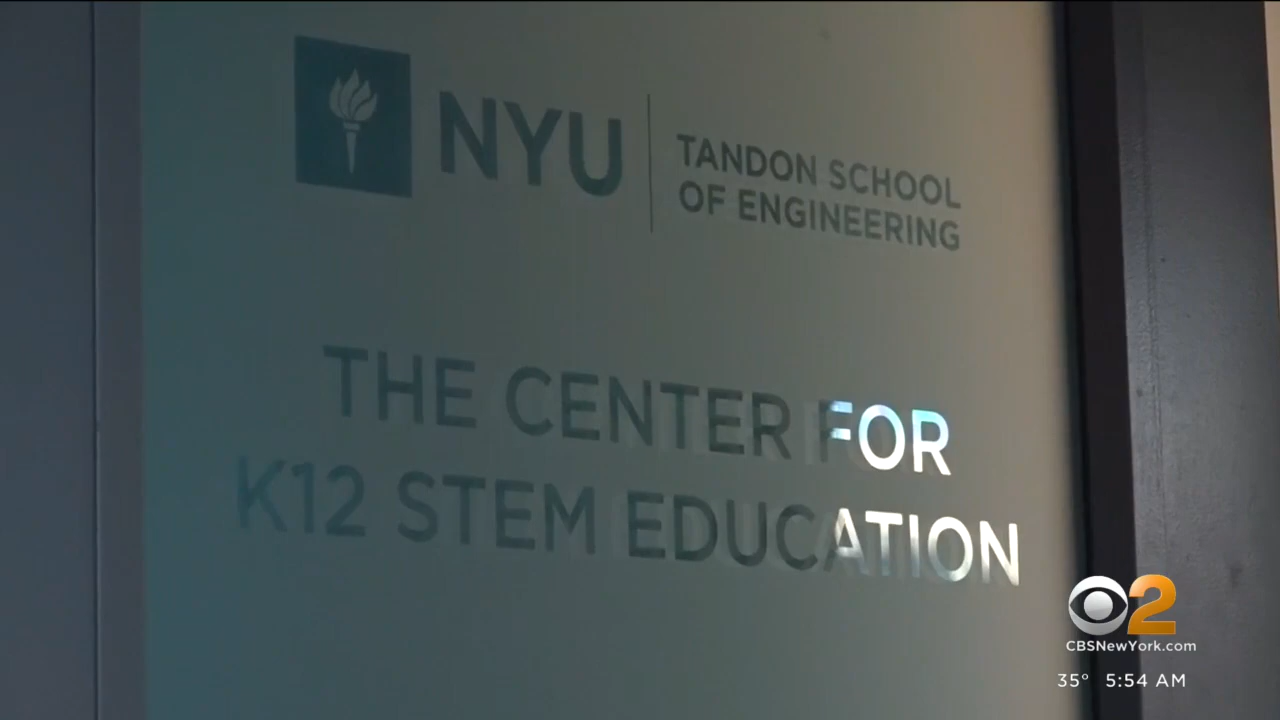 NYU
TANDON SCHOOL
OF ENGINEERING
THE CENTER FOR
K12 STEM EDUCATION
2
CBSNewYork.com
35° 5:54 AM